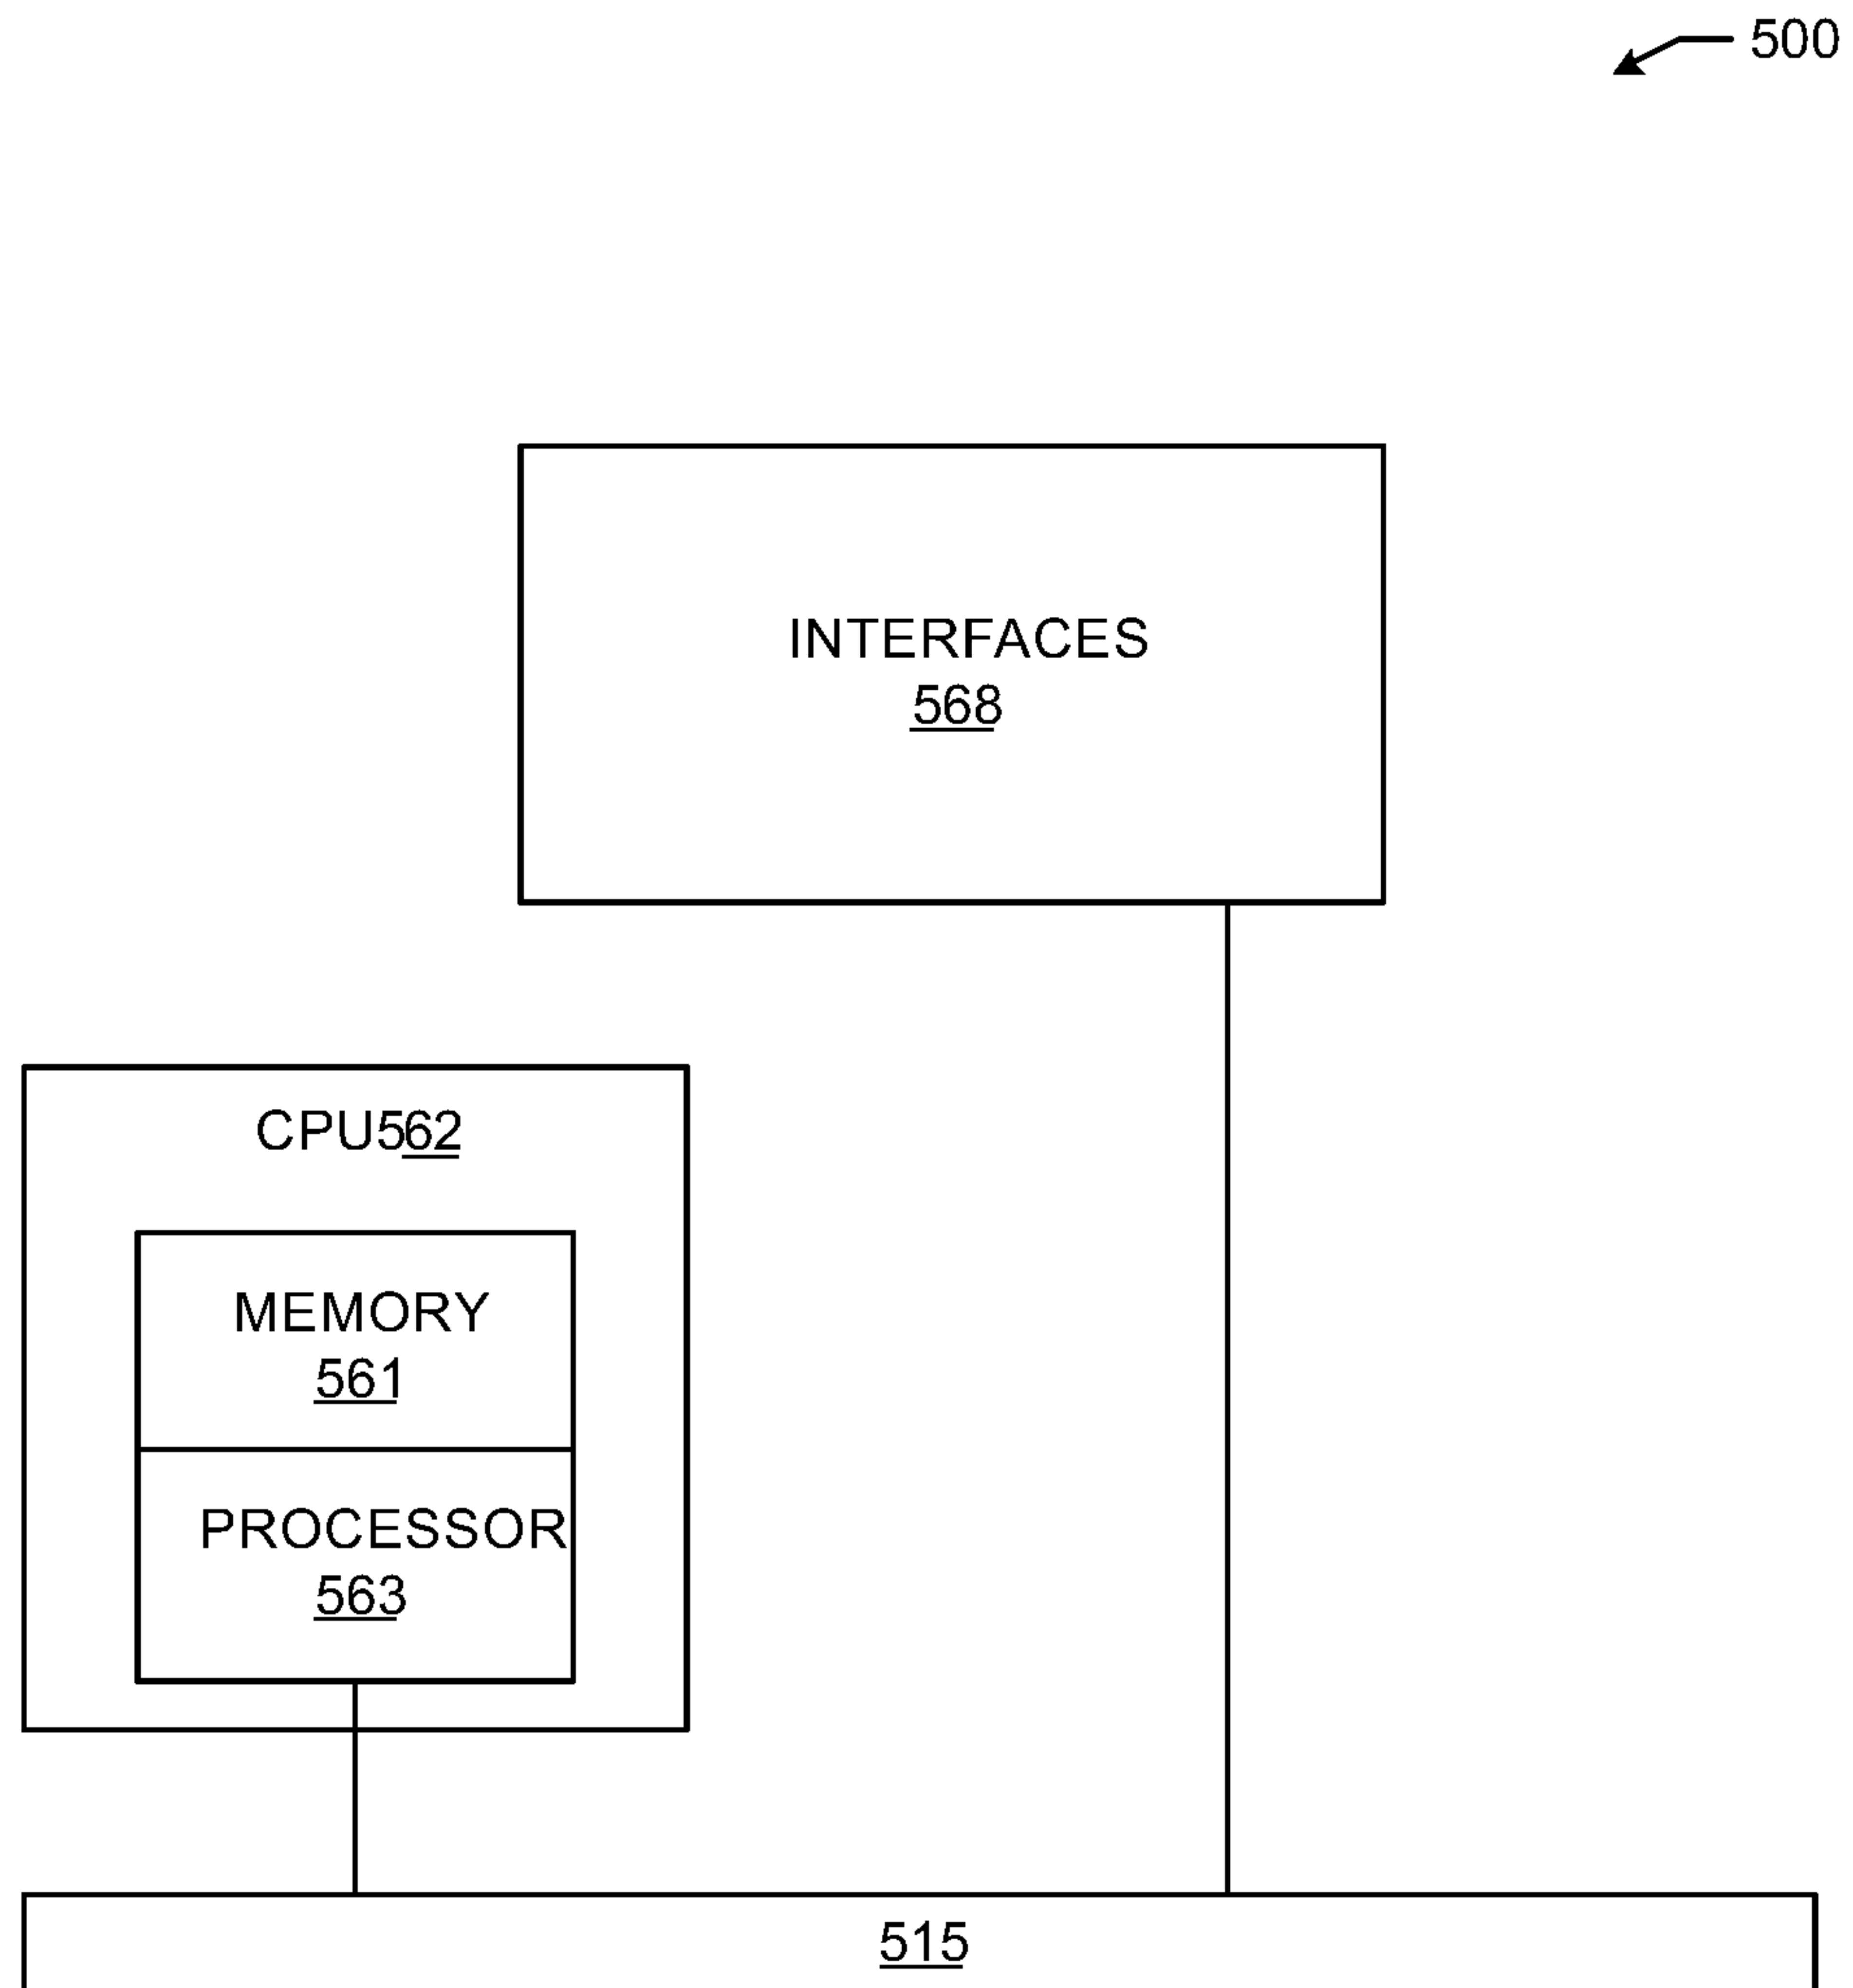 500
INTERFACES
568
CPU562
MEMORY
561
PROCESSOR
563
515